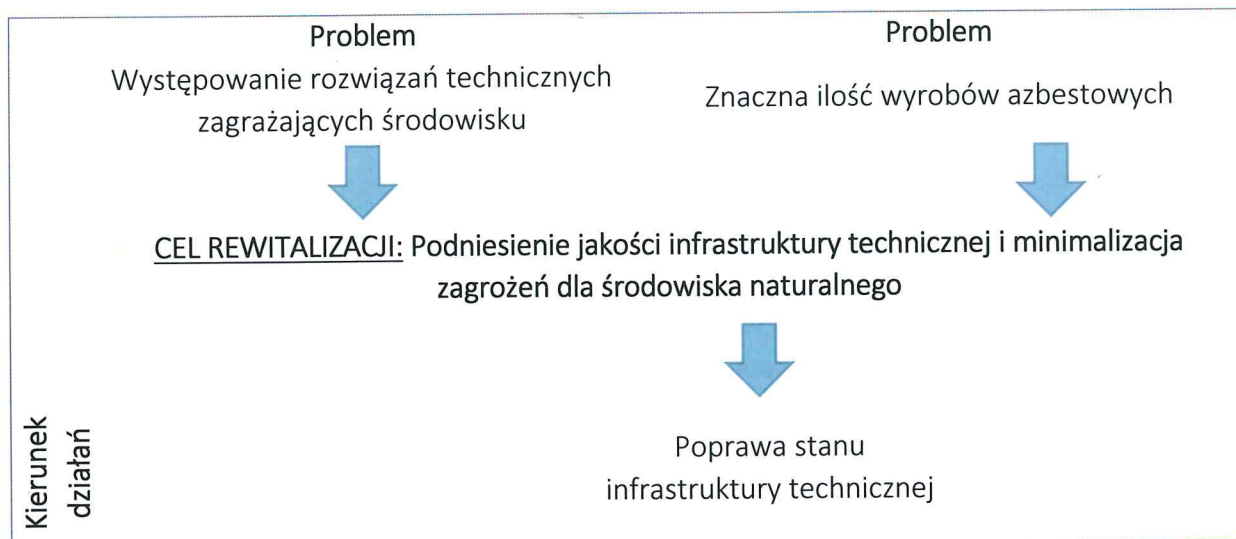 Problem
Występowanie rozwiązań technicznych
zagrażających środowisku
Problem
Znaczna ilość wyrobów azbestowych
CEL REWITALIZACJI: Podniesienie jakości infrastruktury technicznej i minimalizacja
zagrożeń dla środowiska naturalnego
Kierunek
działań
Poprawa stanu
infrastruktury technicznej